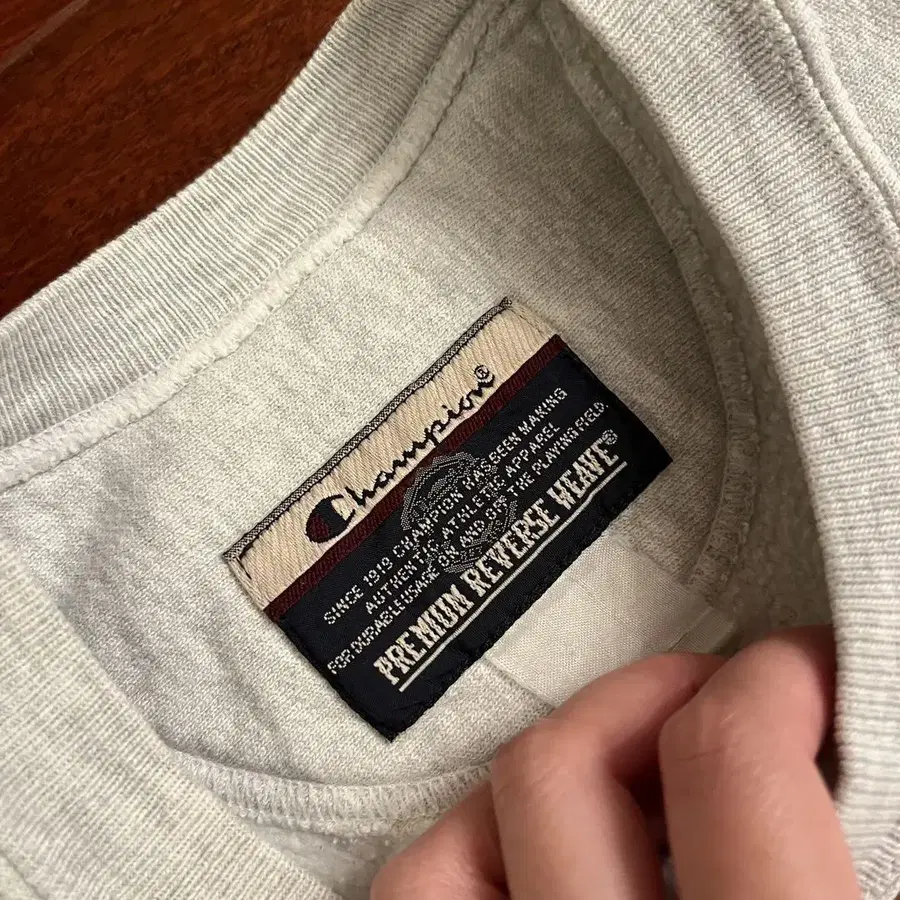 Champion®
SINCE 1919 CHAMPION HAS BEEN MAKING
AUTHENTIC ATHLETIC APPAREL
FOR DURABLE USAGE ON AND OFF THE PLAYING FIELD.
PREMIUM REVERSE WEAVE®